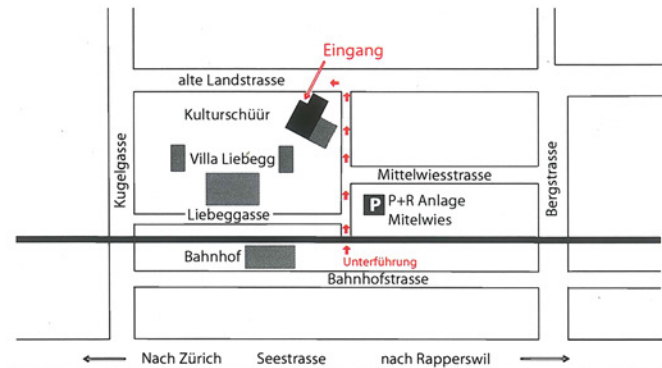 Eingang
alte Landstrasse
Kulturschüür
Villa Liebegg
Kugelgasse
Mittelwiesstrasse
Bergstrasse
P
P+R Anlage
Mitelwies
Liebeggasse
Bahnhof
Unterführung
Bahnhofstrasse
Nach Zürich
Seestrasse
nach Rapperswil